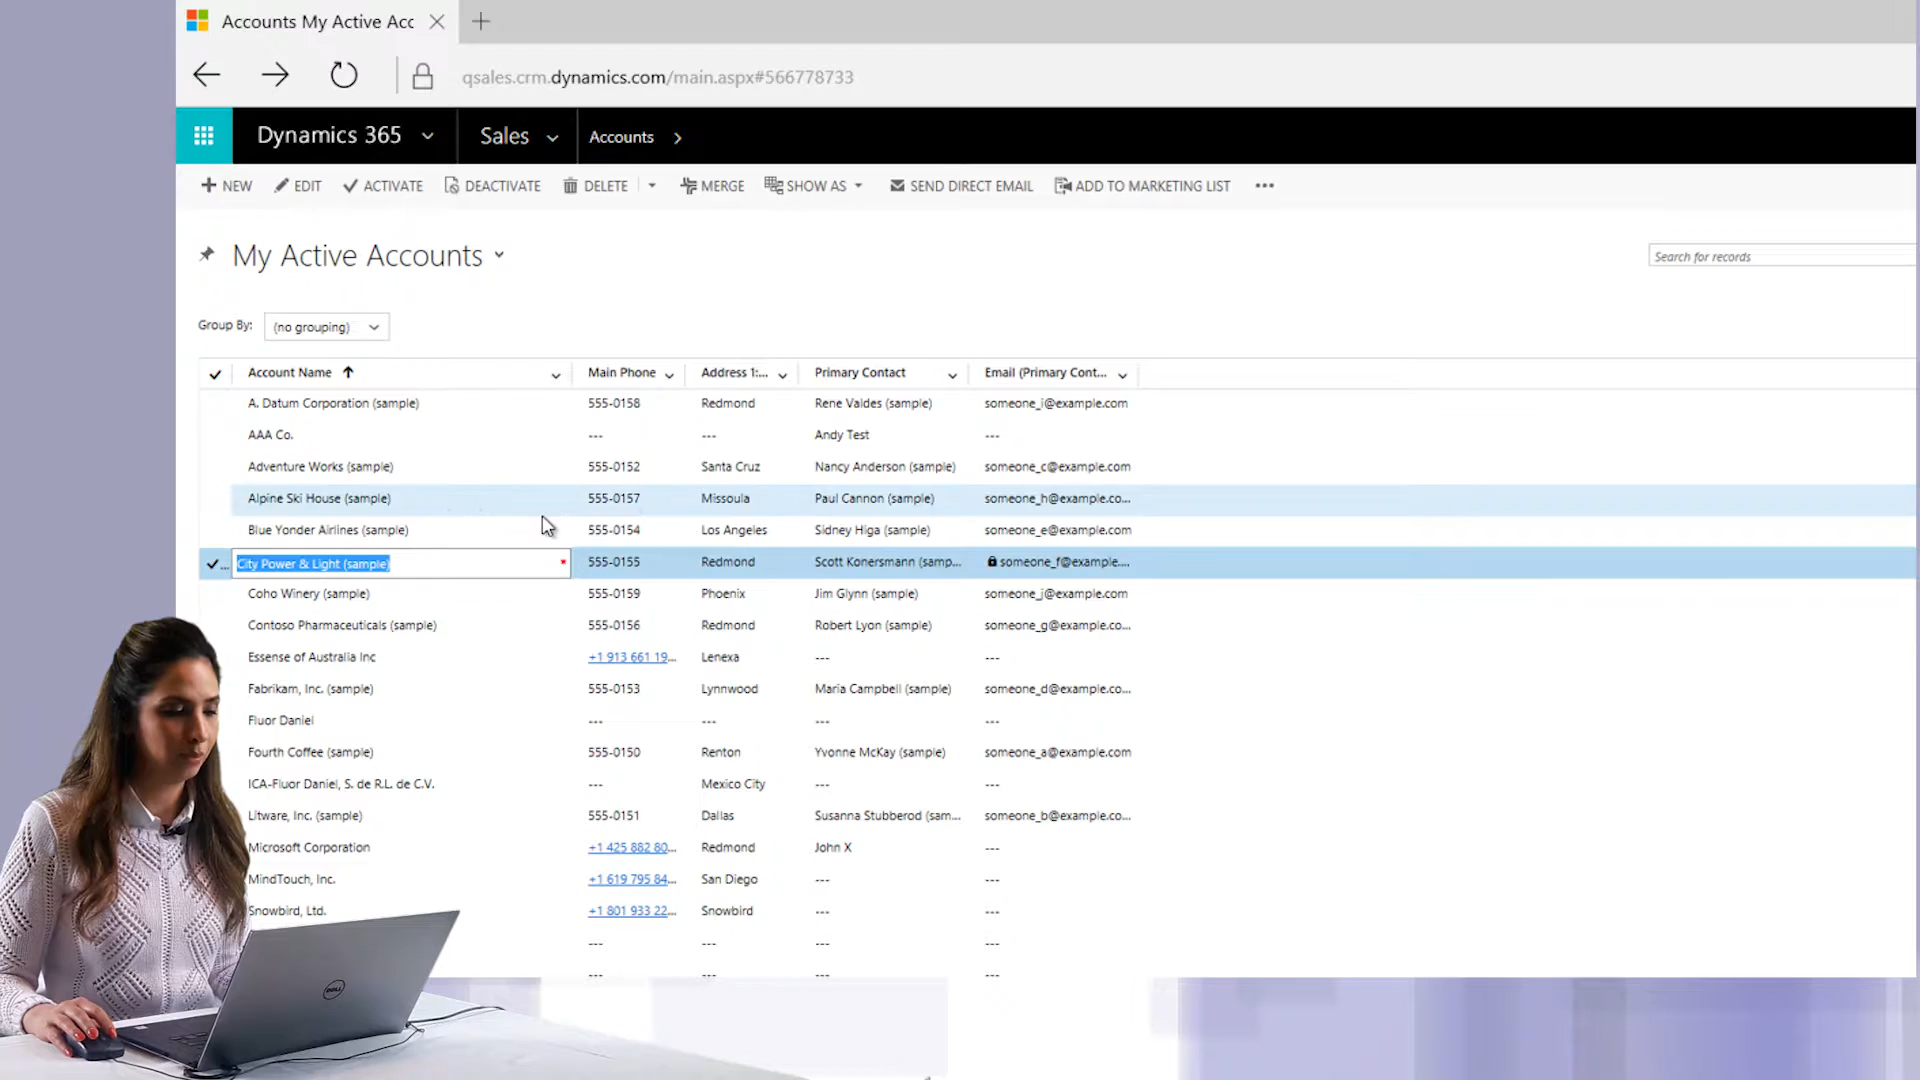 Accounts My Active Acc
qsales.crm.dynamics.com/main.aspx#566778733
Dynamics 365 Sales Accounts
NEW EDIT ACTIVATE DEACTIVATE DELETE MERGE SHOW AS SEND DIRECT EMAIL ADD TO MARKETING LIST •••
My Active Accounts
Search for records
Group By: (no grouping)
Account Name Main Phone Address 1:... Primary Contact Email (Primary Cont...
A. Datum Corporation (sample) 555-0158 Redmond Rene Valdes (sample) someone_i@example.com
AAA Co. --- --- Andy Test ---
Adventure Works (sample) 555-0152 Santa Cruz Nancy Anderson (sample) someone_c@example.com
Alpine Ski House (sample) 555-0157 Missoula Paul Cannon (sample) someone_h@example.co...
Blue Yonder Airlines (sample) 555-0154 Los Angeles Sidney Higa (sample) someone_e@example.com
... City Power & Light (sample) * 555-0155 Redmond Scott Konersmann (samp... someone_f@example....
Coho Winery (sample) 555-0159 Phoenix Jim Glynn (sample) someone_j@example.com
Contoso Pharmaceuticals (sample) 555-0156 Redmond Robert Lyon (sample) someone_g@example.co...
Essense of Australia Inc +1 913 661 19... Lenexa --- ---
Fabrikam, Inc. (sample) 555-0153 Lynnwood Maria Campbell (sample) someone_d@example.co...
Fluor Daniel --- --- --- ---
Fourth Coffee (sample) 555-0150 Renton Yvonne McKay (sample) someone_a@example.com
ICA-Fluor Daniel, S. de R.L. de C.V. --- Mexico City --- ---
Litware, Inc. (sample) 555-0151 Dallas Susanna Stubberod (sam... someone_b@example.co...
Microsoft Corporation +1 425 882 80... Redmond John X ---
MindTouch, Inc. +1 619 795 84... San Diego --- ---
Snowbird, Ltd. +1 801 933 22... Snowbird --- ---
--- --- --- ---
--- --- --- ---
DELL